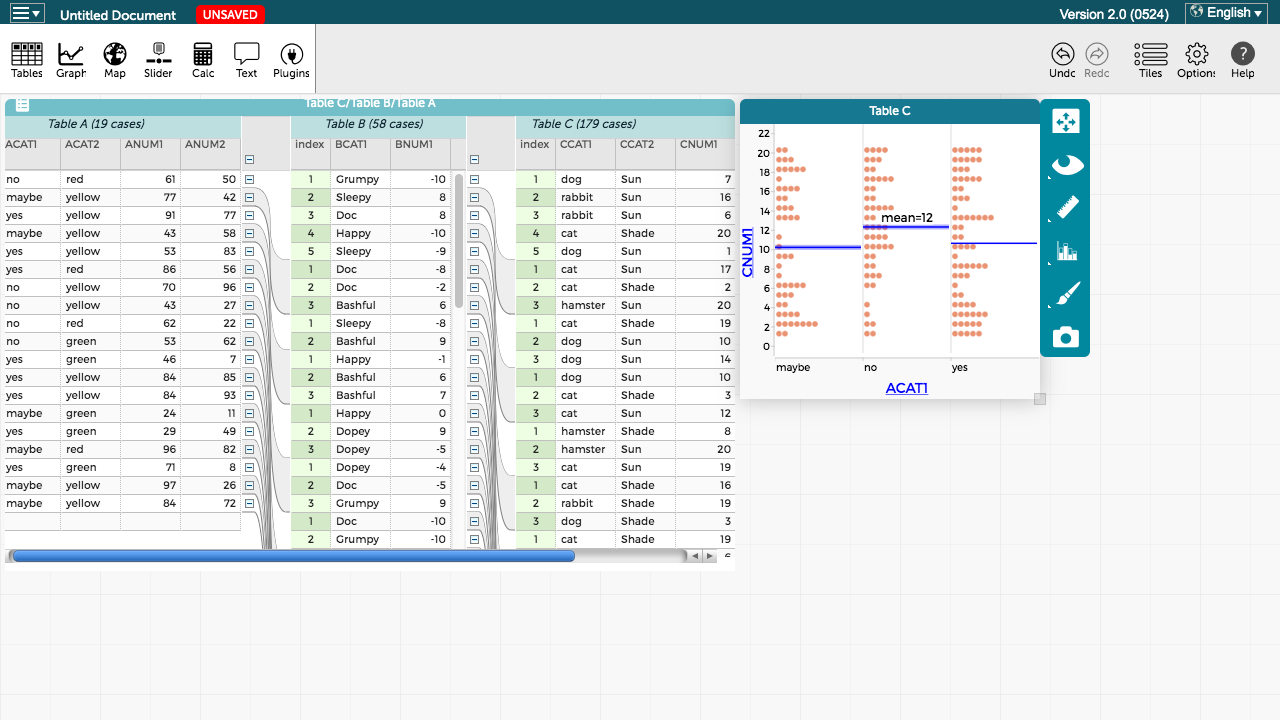 Untitled Document UNSAVED Version 2.0 (0524) English
Tables Graph Map Slider Calc Text Plugins Undo Redo Tiles Options Help
Table C/Table B/Table A
Table A (19 cases) Table B (58 cases) Table C (179 cases)
ACAT1 ACAT2 ANUM1 ANUM2 index BCAT1 BNUM1 index CCAT1 CCAT2 CNUM1
no red 61 50 1 Grumpy -10 1 dog Sun 7
maybe yellow 77 42 2 Sleepy 8 2 rabbit Sun 16
yes yellow 91 77 3 Doc 8 3 rabbit Sun 6
maybe yellow 43 58 4 Happy -10 4 cat Shade 20
yes yellow 53 83 5 Sleepy -9 5 dog Sun 1
yes red 86 56 1 Doc -8 1 cat Sun 17
no yellow 70 96 2 Doc -2 2 cat Shade 2
no yellow 43 27 3 Bashful 6 3 hamster Sun 20
no red 62 22 1 Sleepy -8 1 cat Shade 19
no green 53 62 2 Bashful 9 2 dog Sun 10
yes green 46 7 1 Happy -1 3 dog Sun 14
yes yellow 84 85 2 Bashful 6 1 dog Sun 10
yes yellow 84 93 3 Bashful 7 2 cat Shade 3
maybe green 24 11 1 Happy 0 3 cat Sun 12
yes green 29 49 2 Dopey 9 1 hamster Shade 8
maybe red 96 82 3 Dopey -5 2 hamster Sun 20
yes green 71 8 1 Dopey -4 3 cat Sun 19
maybe yellow 97 26 2 Doc -5 1 cat Shade 16
maybe yellow 84 72 3 Grumpy 9 2 rabbit Shade 19
1 Doc -10 3 dog Shade 3
2 Grumpy -10 1 cat Shade 19
Table C
22
20
18
16
14
12
10
8
6
4
2
0
mean=12
CNUM1
maybe no yes
ACAT1